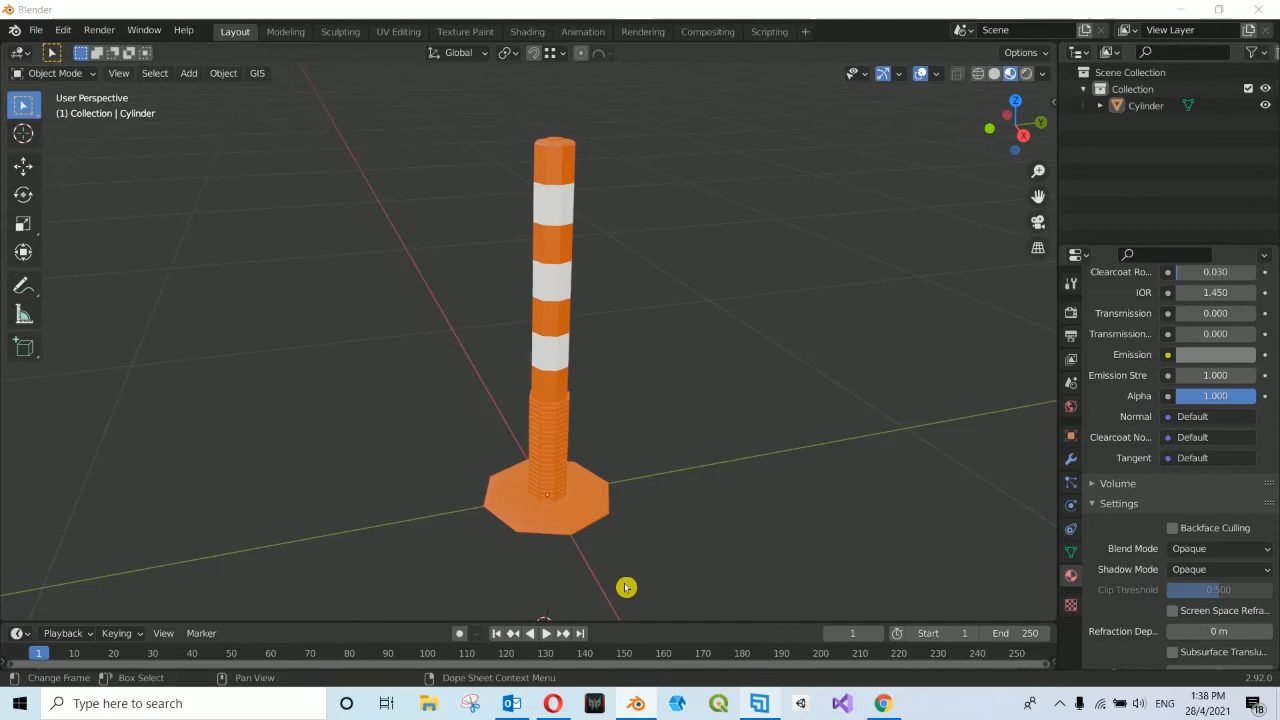 Blender
File Edit Render Window Help
Layout Modeling Sculpting UV Editing Texture Paint Shading Animation Rendering Compositing Scripting +
Scene
View Layer
Global
Options
Object Mode View Select Add Object GIS
User Perspective
(1) Collection | Cylinder
Z
Y
X
Scene Collection
Collection
Cylinder
Clearcoat Ro... 0.030
IOR 1.450
Transmission 0.000
Transmission... 0.000
Emission
Emission Stre 1.000
Alpha 1.000
Normal Default
Clearcoat No... Default
Tangent Default
Volume
Settings
Backface Culling
Blend Mode Opaque
Shadow Mode Opaque
Clip Threshold 0.500
Screen Space Refra...
Refraction Dep... 0 m
Subsurface Translu...
Playback Keying View Marker
1 Start 1 End 250
1 10 20 30 40 50 60 70 80 90 100 110 120 130 140 150 160 170 180 190 200 210 220 230 240 250
Change Frame Box Select Pan View Dope Sheet Context Menu 2.92.0
Type here to search
ENG
1:38 PM
28/4/2021
18